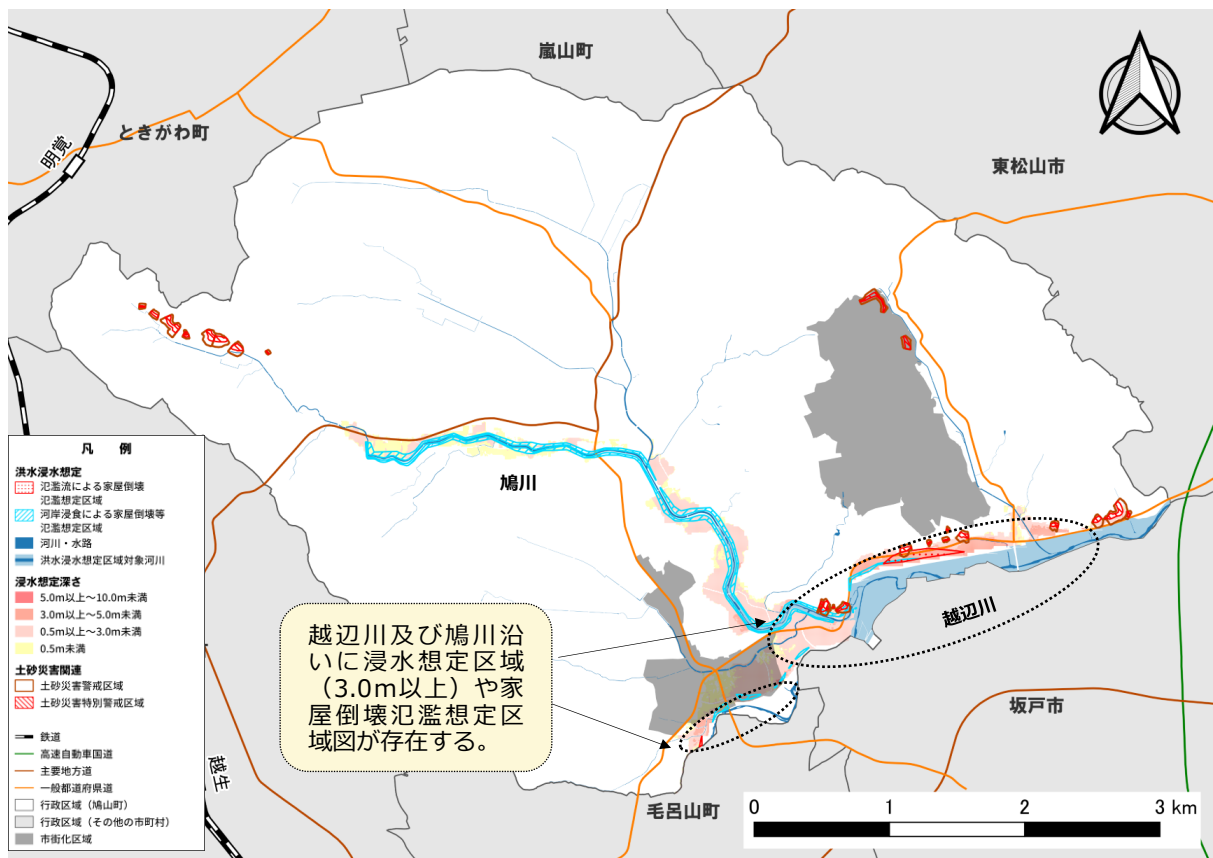 嵐山町
ときがわ町
明覚
東松山市
鳩川
越辺川
越辺川及び鳩川沿
いに浸水想定区域
（3.0m以上）や家
屋倒壊氾濫想定区
域図が存在する。
坂戸市
毛呂山町
越生
凡 例
洪水浸水想定
氾濫流による家屋倒壊
氾濫想定区域
河岸浸食による家屋倒壊等
氾濫想定区域
河川・水路
洪水浸水想定区域対象河川
浸水想定深さ
5.0m以上～10.0m未満
3.0m以上～5.0m未満
0.5m以上～3.0m未満
0.5m未満
土砂災害関連
土砂災害警戒区域
土砂災害特別警戒区域
鉄道
高速自動車国道
主要地方道
一般都道府県道
行政区域（鳩山町）
行政区域（その他の市町村）
市街化区域
0 1 2 3 km